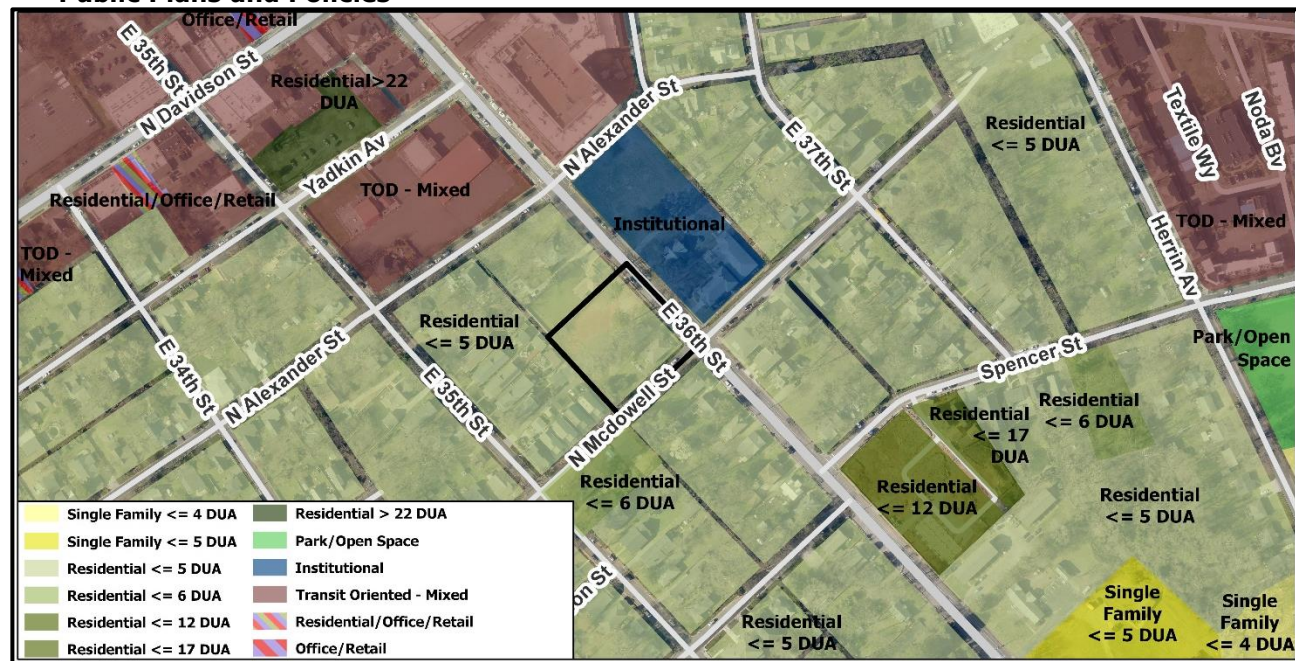 Public Plans and Policies
Office/Retail
E 35th St
N Davidson St
Residential>22
DUA
Yadkin Av
N Alexander St
E 37th St
Residential
<= 5 DUA
Textile Wy
Noda Bv
TOD - Mixed
Residential/Office/Retail
TOD -
Mixed
Institutional
TOD - Mixed
Herrin Av
E 34th St
N Alexander St
Residential
<= 5 DUA
E 35th St
E 36th St
N Mcdowell St
Spencer St
Park/Open
Space
Residential
<= 17
DUA
Residential
<= 6 DUA
Residential
<= 6 DUA
Residential
<= 12 DUA
Residential
<= 5 DUA
Residential
<= 5 DUA
Single
Family
<= 5 DUA
Single
Family
<= 4 DUA
on St
Single Family <= 4 DUA
Single Family <= 5 DUA
Residential <= 5 DUA
Residential <= 6 DUA
Residential <= 12 DUA
Residential <= 17 DUA
Residential > 22 DUA
Park/Open Space
Institutional
Transit Oriented - Mixed
Residential/Office/Retail
Office/Retail